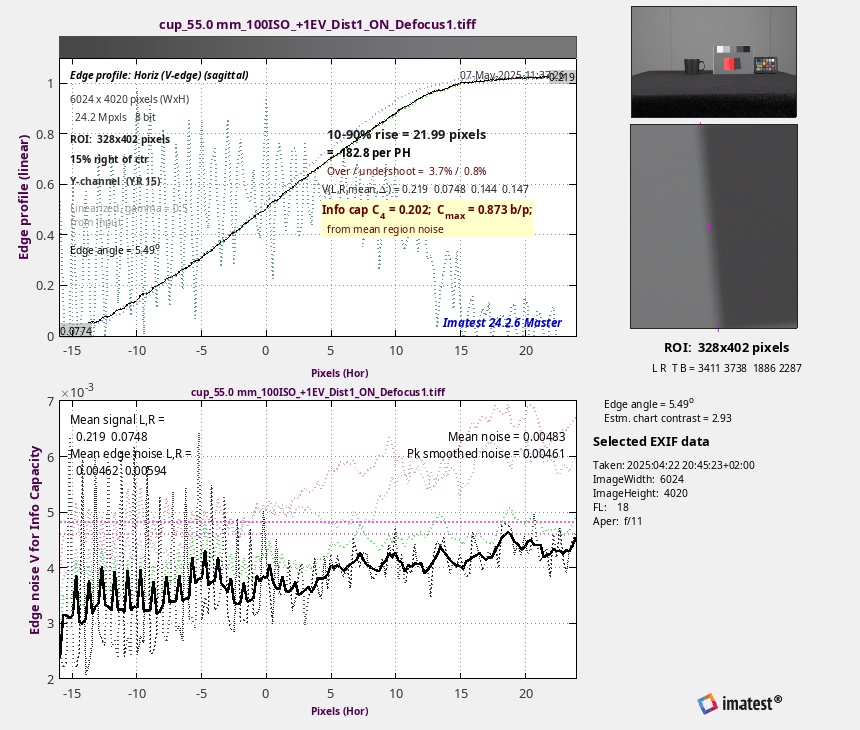 cup_55.0 mm_100ISO_+1EV_Dist1_ON_Defocus1.tiff
Edge profile: Horiz (V-edge) (sagittal)
07-May-2025 11:37:26
0.219
6024 x 4020 pixels (WxH)
24.2 Mpxls 8 bit
ROI: 328x402 pixels
15% right of ctr
Y-channel (YR 15)
Linearized, gamma = 0.5
from input
Edge angle = 5.49o
10-90% rise = 21.99 pixels
= 182.8 per PH
Over / undershoot = 3.7% / 0.8%
V(L,R,mean,Δ) = 0.219 0.0748 0.144 0.147
Info cap C4 = 0.202; Cmax = 0.873 b/p;
from mean region noise
0.0774
Imatest 24.2.6 Master
Edge profile (linear)
1
0.8
0.6
0.4
0.2
0
-15 -10 -5 0 5 10 15 20
Pixels (Hor)
ROI: 328x402 pixels
L R T B = 3411 3738 1886 2287
×10-3
cup_55.0 mm_100ISO_+1EV_Dist1_ON_Defocus1.tiff
Mean signal L,R =
0.219 0.0748
Mean edge noise L,R =
0.00462 0.00594
Mean noise = 0.00483
Pk smoothed noise = 0.00461
Edge noise V for Info Capacity
7
6
5
4
3
2
-15 -10 -5 0 5 10 15 20
Pixels (Hor)
Edge angle = 5.49o
Estm. chart contrast = 2.93
Selected EXIF data
Taken: 2025:04:22 20:45:23+02:00
ImageWidth: 6024
ImageHeight: 4020
FL: 18
Aper: f/11
imatest®